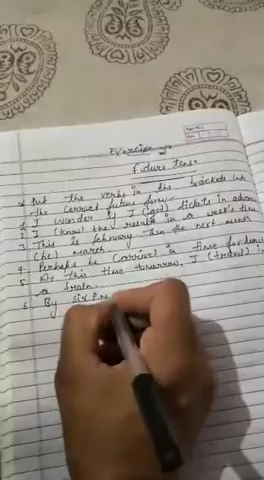 Exercise
Future tense
* Put the verbs in the brackets into
the correct future form.
1 I wonder if I (get) tickets in advan
2 I (know) the result in a week's time
3 This is february. Then the next month
(be) march.
4- Perhaps he (arrive) in time for lun
5 At this time tomorrow, I (travel) in
a train.
6 By six P.m